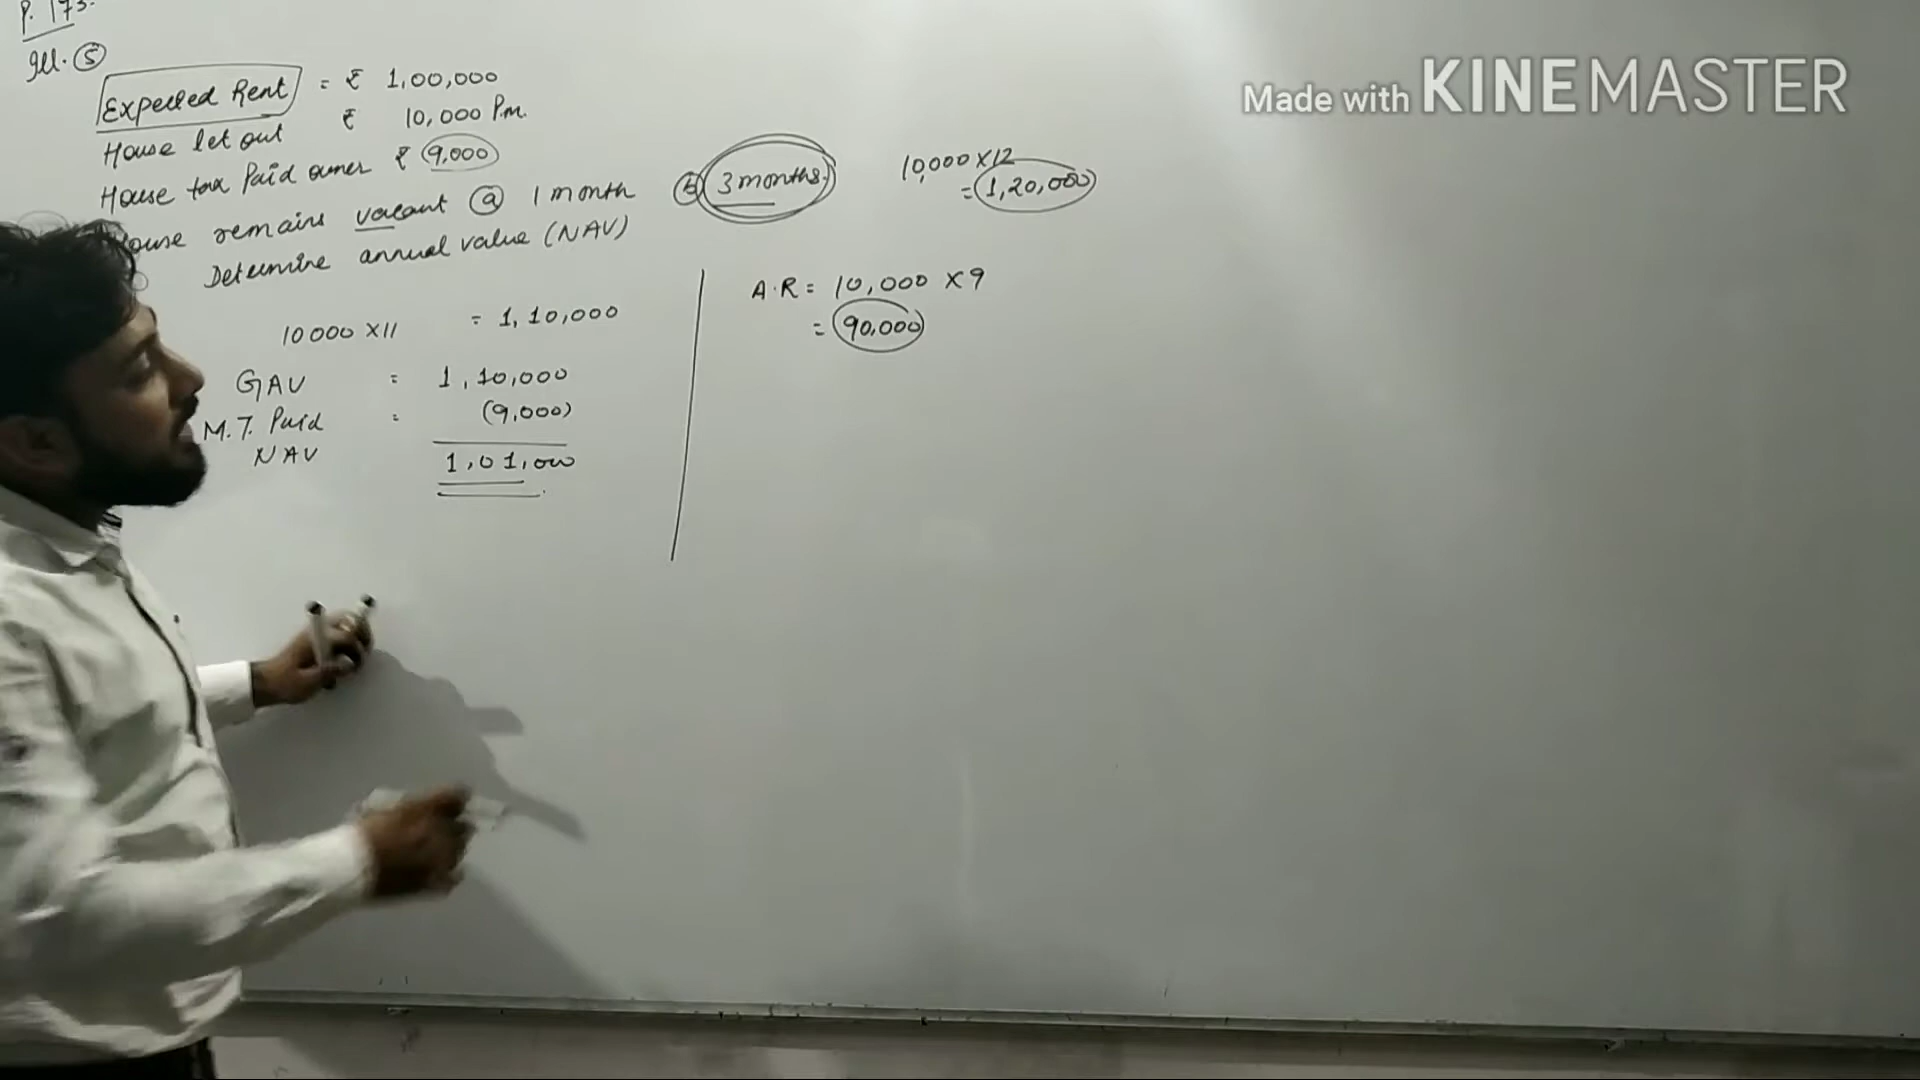 P. 173.
Ill. 5
Expected Rent = ₹ 1,00,000
House let out ₹ 10,000 P.m.
House tax Paid owner ₹ 9,000
House remains vacant @ 1 month (b) 3 months.
Determine annual value (NAV)
10,000 X 12
= 1,20,000
10000 X 11 = 1,10,000
GAV = 1,10,000
M.T. Paid = (9,000)
NAV 1,01,000
A.R = 10,000 X 9
= 90,000
Made with KINEMASTER